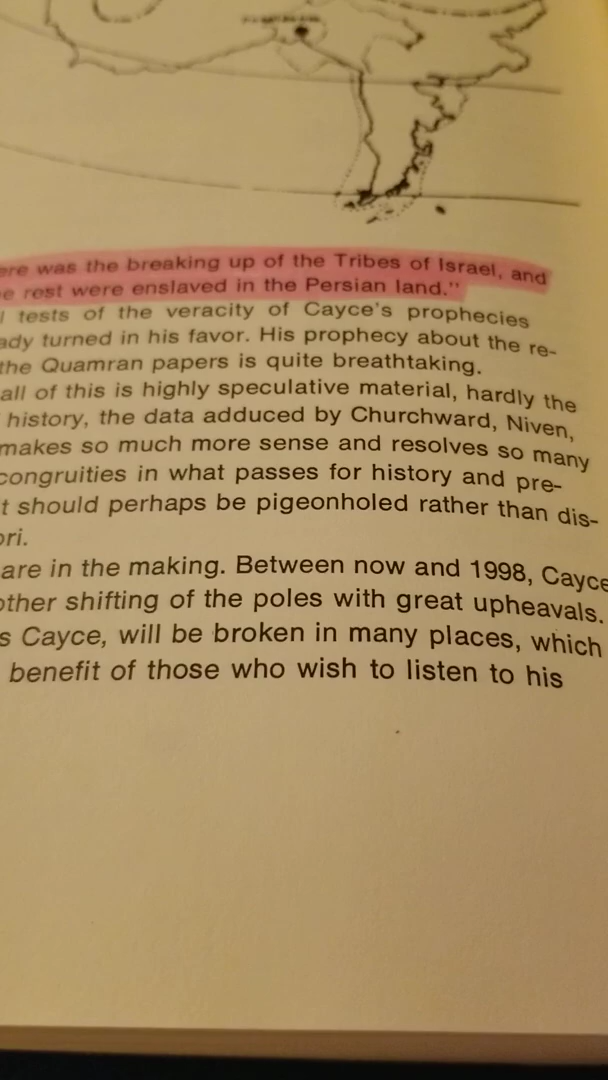 ere was the breaking up of the Tribes of Israel, and
e rest were enslaved in the Persian land."
l tests of the veracity of Cayce's prophecies
ady turned in his favor. His prophecy about the re-
the Quamran papers is quite breathtaking.
all of this is highly speculative material, hardly the
history, the data adduced by Churchward, Niven,
makes so much more sense and resolves so many
congruities in what passes for history and pre-
t should perhaps be pigeonholed rather than dis-
ori.
are in the making. Between now and 1998, Cayce
other shifting of the poles with great upheavals.
s Cayce, will be broken in many places, which
benefit of those who wish to listen to his